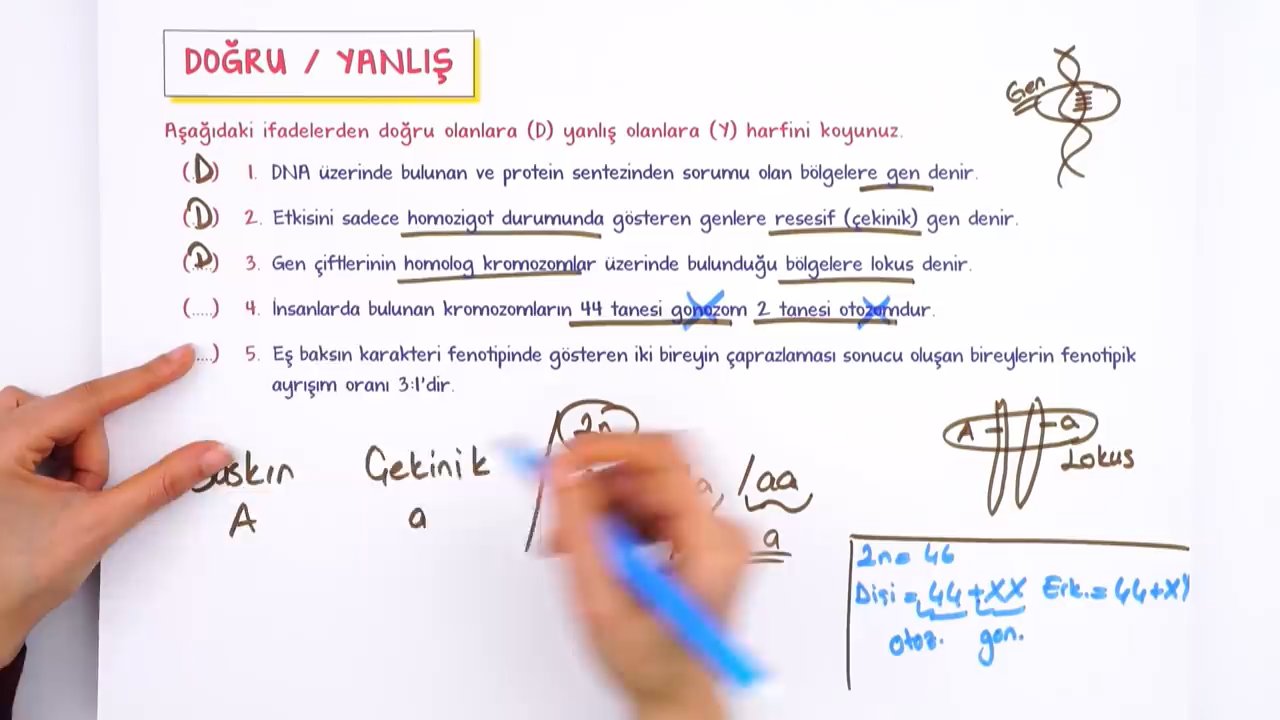 DOĞRU / YANLIŞ
Gen
Aşağıdaki ifadelerden doğru olanlara (D) yanlış olanlara (Y) harfini koyunuz.
(D) 1. DNA üzerinde bulunan ve protein sentezinden sorumu olan bölgelere gen denir.
(D) 2. Etkisini sadece homozigot durumunda gösteren genlere resesif (çekinik) gen denir.
(D) 3. Gen çiftlerinin homolog kromozomlar üzerinde bulunduğu bölgelere lokus denir.
(.....) 4. İnsanlarda bulunan kromozomların 44 tanesi gonozom 2 tanesi otozomdur.
...) 5. Eş baksın karakteri fenotipinde gösteren iki bireyin çaprazlaması sonucu oluşan bireylerin fenotipik
ayrışım oranı 3:1'dir.
A a
Lokus
2n
Çekinik
aa
A a
a
2n = 46
Dişi = 44 + XX Erk. = 44+XY
otoz. gon.